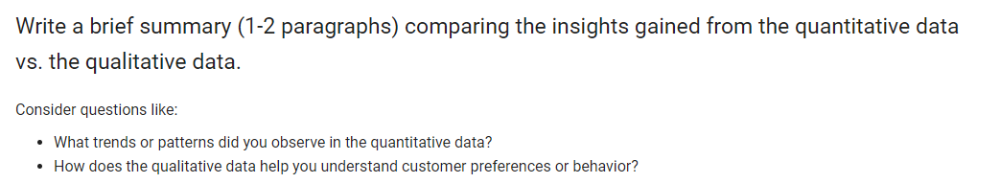 Write a brief summary (1-2 paragraphs) comparing the insights gained from the quantitative data
vs. the qualitative data.
Consider questions like:
• What trends or patterns did you observe in the quantitative data?
• How does the qualitative data help you understand customer preferences or behavior?